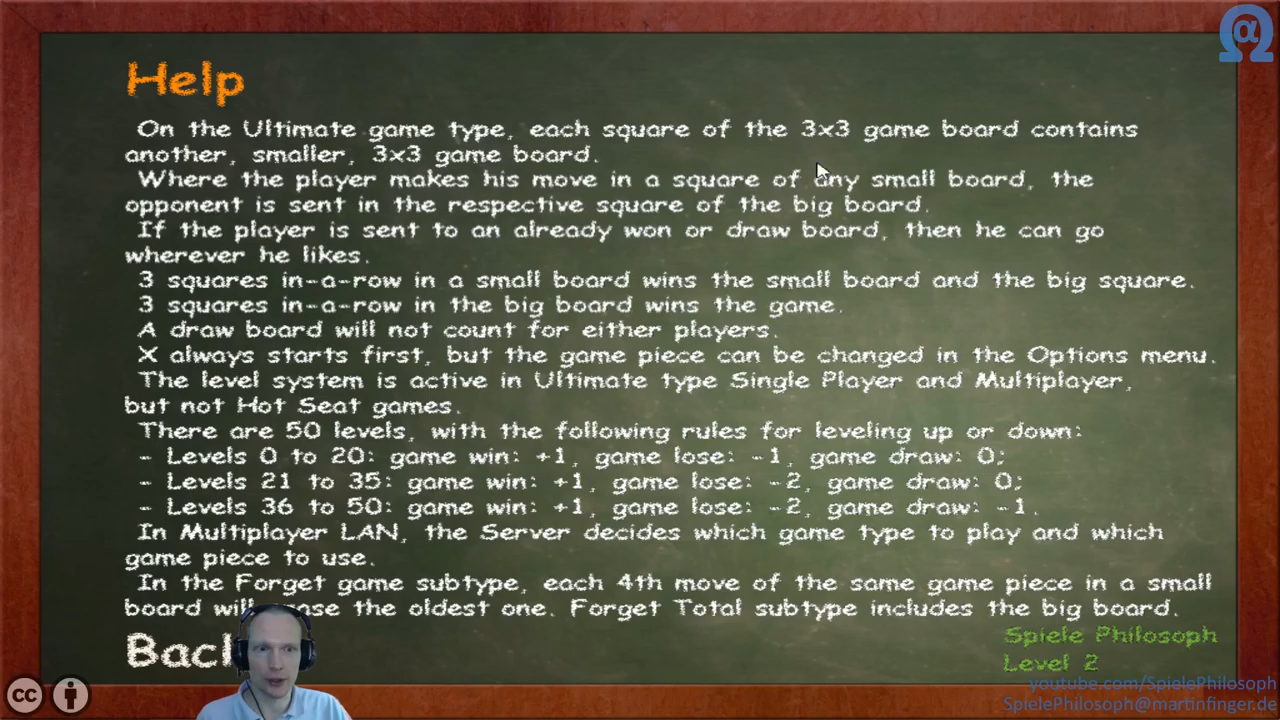 Help
On the Ultimate game type, each square of the 3x3 game board contains
another, smaller, 3x3 game board.
Where the player makes his move in a square of any small board, the
opponent is sent in the respective square of the big board.
If the player is sent to an already won or draw board, then he can go
wherever he likes.
3 squares in-a-row in a small board wins the small board and the big square.
3 squares in-a-row in the big board wins the game.
A draw board will not count for either players.
X always starts first, but the game piece can be changed in the Options menu.
The level system is active in Ultimate type Single Player and Multiplayer,
but not Hot Seat games.
There are 50 levels, with the following rules for leveling up or down:
- Levels 0 to 20: game win: +1, game lose: -1, game draw: 0;
- Levels 21 to 35: game win: +1, game lose: -2, game draw: 0;
- Levels 36 to 50: game win: +1, game lose: -2, game draw: -1.
In Multiplayer LAN, the Server decides which game type to play and which
game piece to use.
In the Forget game subtype, each 4th move of the same game piece in a small
board will the oldest one. Forget Total subtype includes the big board.
Back
Spiele Philosoph
Level 2
youtube.com/SpielePhilosoph
SpielePhilosoph@martinfinger.de
cc
α
Ω